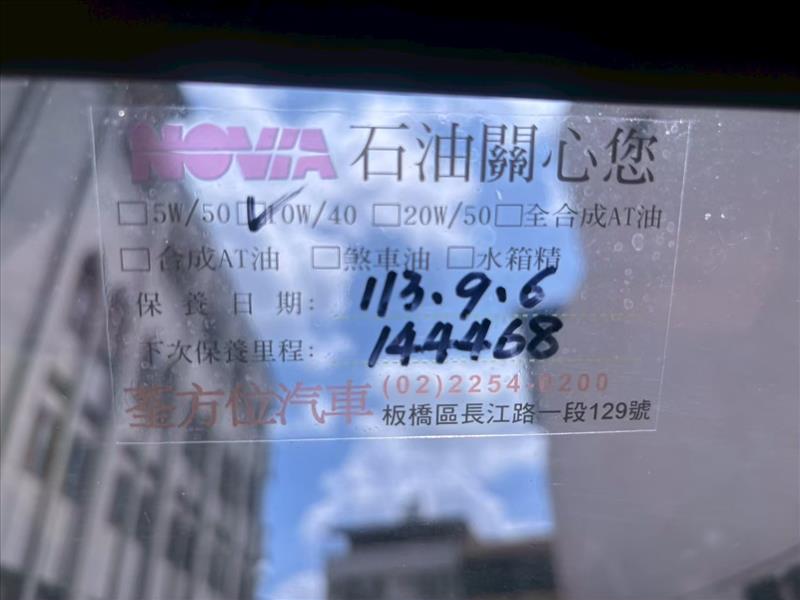 NOVIA 石油關心您
□5W/50 ☑10W/40 □20W/50 □全合成AT油
□合成AT油 □煞車油 □水箱精
保養日期: 113.9.6
下次保養里程: 144468
荃方位汽車 (02)2254-0200
板橋區長江路一段129號